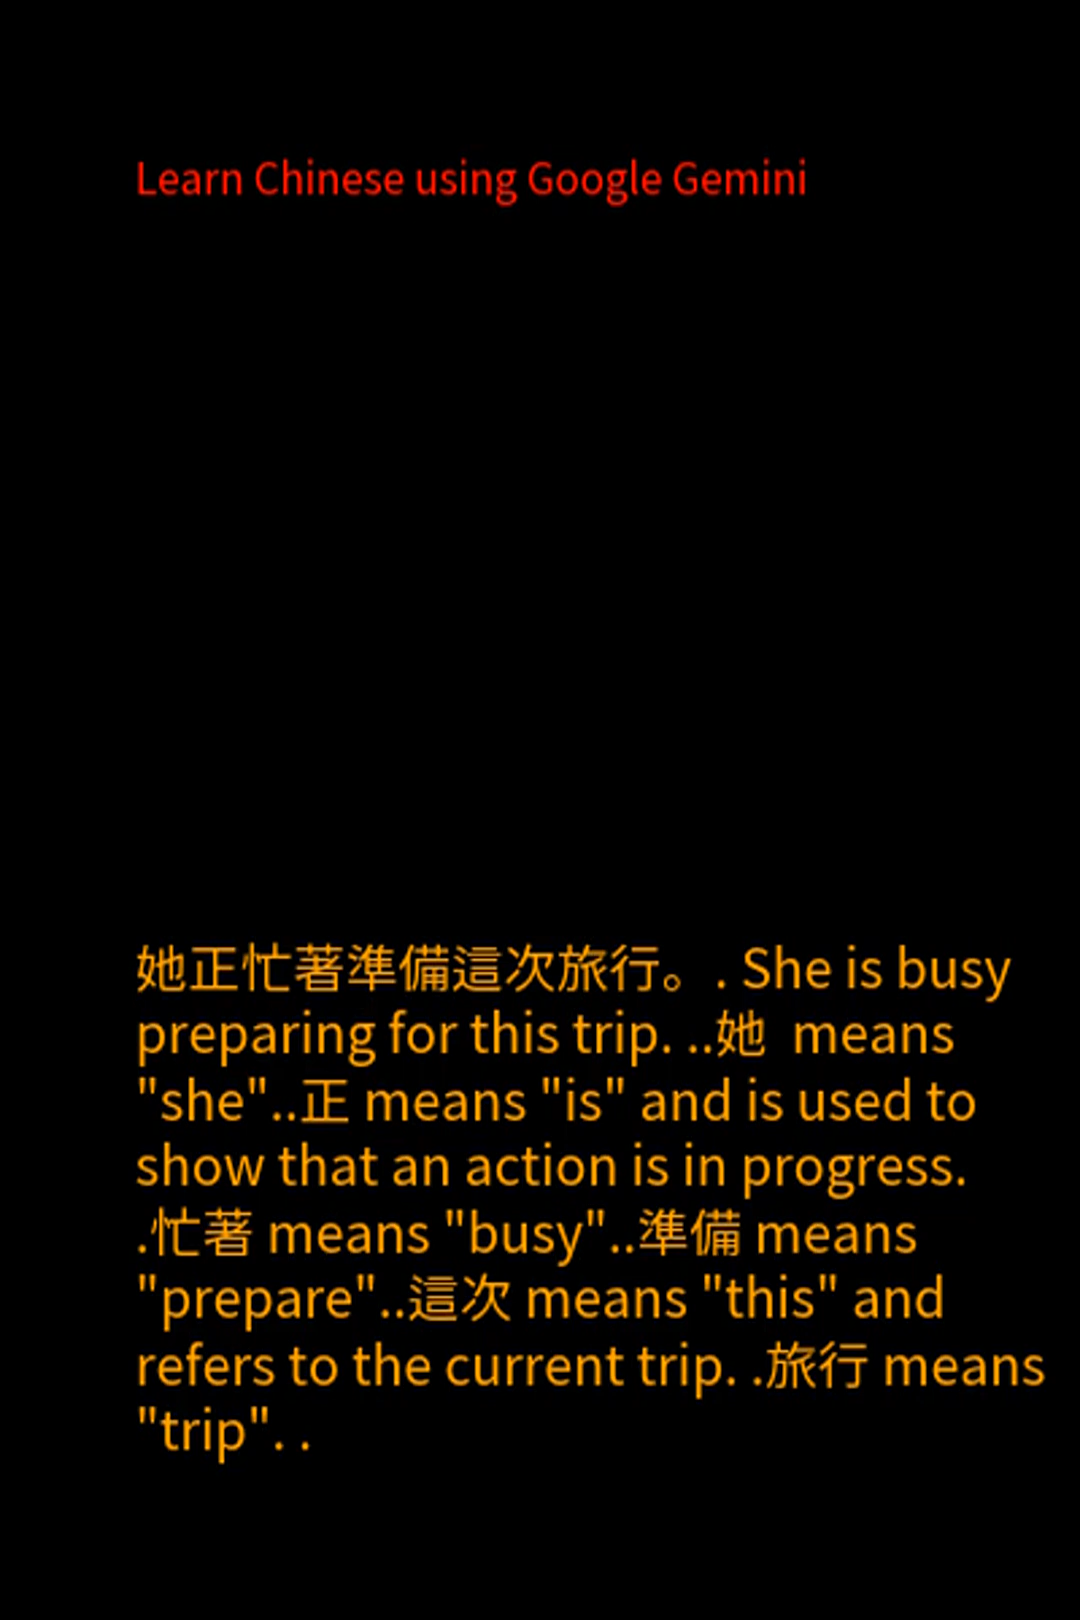 Learn Chinese using Google Gemini
她正忙著準備這次旅行。. She is busy
preparing for this trip. ..她  means
"she"..正 means "is" and is used to
show that an action is in progress.
.忙著 means "busy"..準備 means
"prepare"..這次 means "this" and
refers to the current trip. .旅行 means
"trip". .